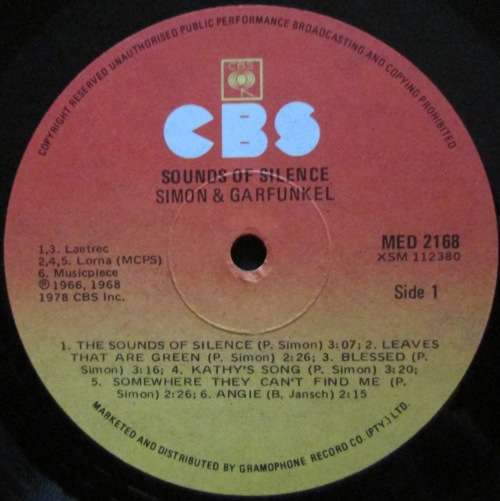 COPYRIGHT RESERVED UNAUTHORISED PUBLIC PERFORMANCE BROADCASTING AND COPYING PROHIBITED
CBS
CBS
SOUNDS OF SILENCE
SIMON & GARFUNKEL
1,3. Laetrec
2,4,5. Lorna (MCPS)
6. Musicpiece
℗1966, 1968
1978 CBS Inc.
MED 2168
XSM 112380
Side 1
1. THE SOUNDS OF SILENCE (P. Simon) 3:07; 2. LEAVES
THAT ARE GREEN (P. Simon) 2:26; 3. BLESSED (P.
Simon) 3:16; 4. KATHY'S SONG (P. Simon) 3:20;
5. SOMEWHERE THEY CAN'T FIND ME (P.
Simon) 2:26; 6. ANGIE (B. Jansch) 2:15
MARKETED AND DISTRIBUTED BY GRAMOPHONE RECORD CO. (PTY.) LTD.